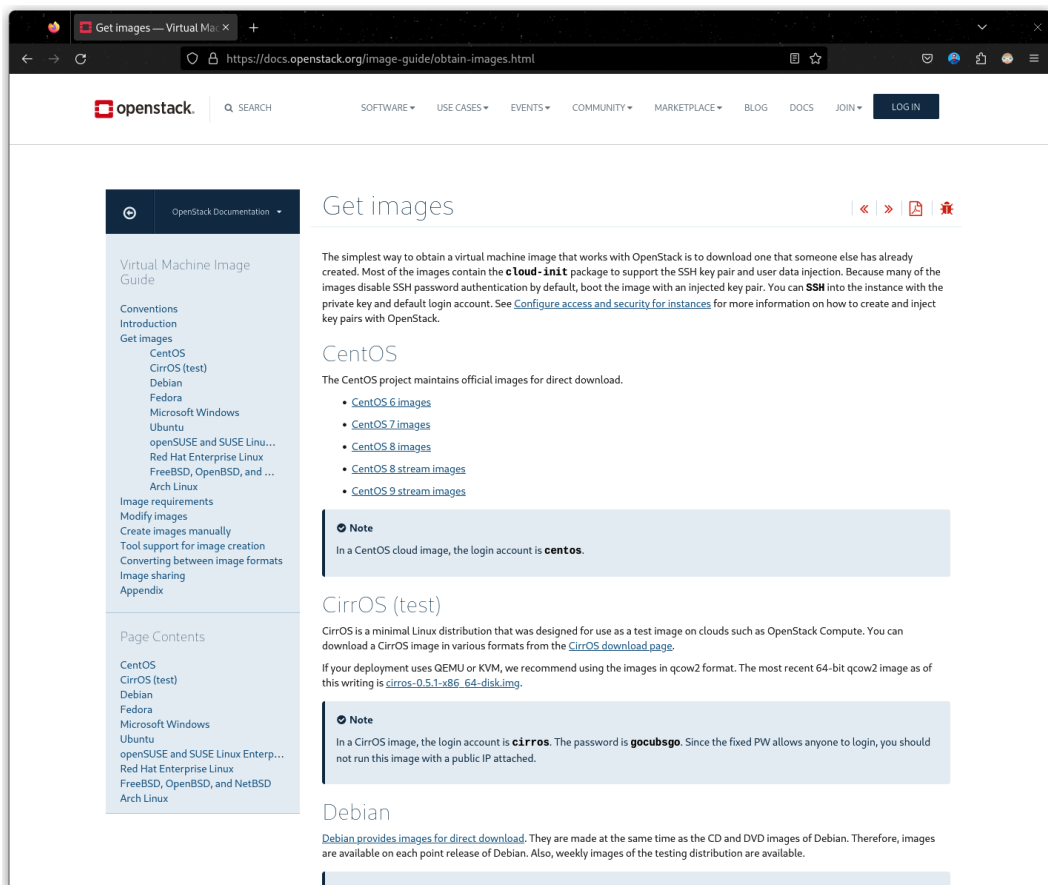 Get images — Virtual Mac
https://docs.openstack.org/image-guide/obtain-images.html
openstack.
SEARCH
SOFTWARE
USE CASES
EVENTS
COMMUNITY
MARKETPLACE
BLOG
DOCS
JOIN
LOG IN
OpenStack Documentation
Virtual Machine Image
Guide
Conventions
Introduction
Get images
CentOS
CirrOS (test)
Debian
Fedora
Microsoft Windows
Ubuntu
openSUSE and SUSE Linu...
Red Hat Enterprise Linux
FreeBSD, OpenBSD, and ...
Arch Linux
Image requirements
Modify images
Create images manually
Tool support for image creation
Converting between image formats
Image sharing
Appendix
Page Contents
CentOS
CirrOS (test)
Debian
Fedora
Microsoft Windows
Ubuntu
openSUSE and SUSE Linux Enterp...
Red Hat Enterprise Linux
FreeBSD, OpenBSD, and NetBSD
Arch Linux
Get images
The simplest way to obtain a virtual machine image that works with OpenStack is to download one that someone else has already
created. Most of the images contain the cloud-init package to support the SSH key pair and user data injection. Because many of the
images disable SSH password authentication by default, boot the image with an injected key pair. You can SSH into the instance with the
private key and default login account. See Configure access and security for instances for more information on how to create and inject
key pairs with OpenStack.
CentOS
The CentOS project maintains official images for direct download.
• CentOS 6 images
• CentOS 7 images
• CentOS 8 images
• CentOS 8 stream images
• CentOS 9 stream images
Note
In a CentOS cloud image, the login account is centos.
CirrOS (test)
CirrOS is a minimal Linux distribution that was designed for use as a test image on clouds such as OpenStack Compute. You can
download a CirrOS image in various formats from the CirrOS download page.
If your deployment uses QEMU or KVM, we recommend using the images in qcow2 format. The most recent 64-bit qcow2 image as of
this writing is cirros-0.5.1-x86_64-disk.img.
Note
In a CirrOS image, the login account is cirros. The password is gocubsgo. Since the fixed PW allows anyone to login, you should
not run this image with a public IP attached.
Debian
Debian provides images for direct download. They are made at the same time as the CD and DVD images of Debian. Therefore, images
are available on each point release of Debian. Also, weekly images of the testing distribution are available.